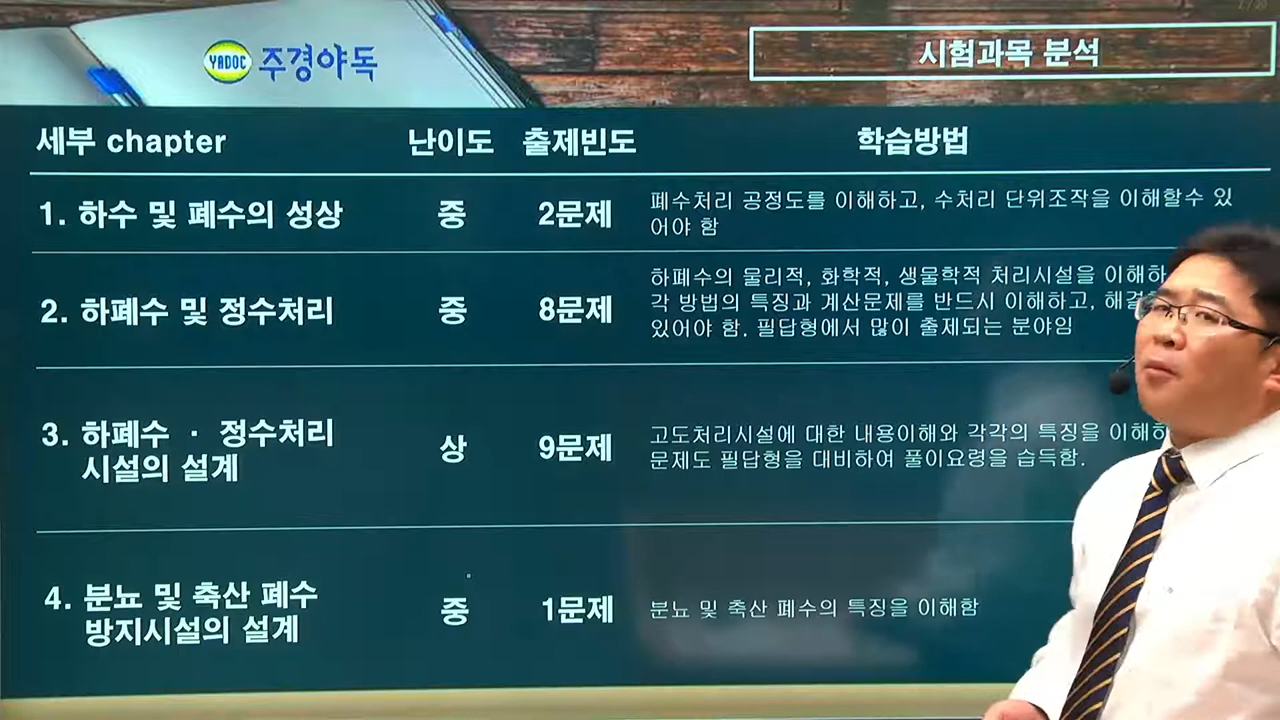 YADOC 주경야독
시험과목 분석
세부 chapter 난이도 출제빈도 학습방법
1. 하수 및 폐수의 성상 중 2문제
폐수처리 공정도를 이해하고, 수처리 단위조작을 이해할수 있
어야 함
2. 하폐수 및 정수처리 중 8문제
하폐수의 물리적, 화학적, 생물학적 처리시설을 이해하
각 방법의 특징과 계산문제를 반드시 이해하고, 해결
있어야 함. 필답형에서 많이 출제되는 분야임
3. 하폐수 · 정수처리
시설의 설계
상 9문제
고도처리시설에 대한 내용이해와 각각의 특징을 이해하
문제도 필답형을 대비하여 풀이요령을 습득함.
4. 분뇨 및 축산 폐수
방지시설의 설계
중 1문제
분뇨 및 축산 폐수의 특징을 이해함